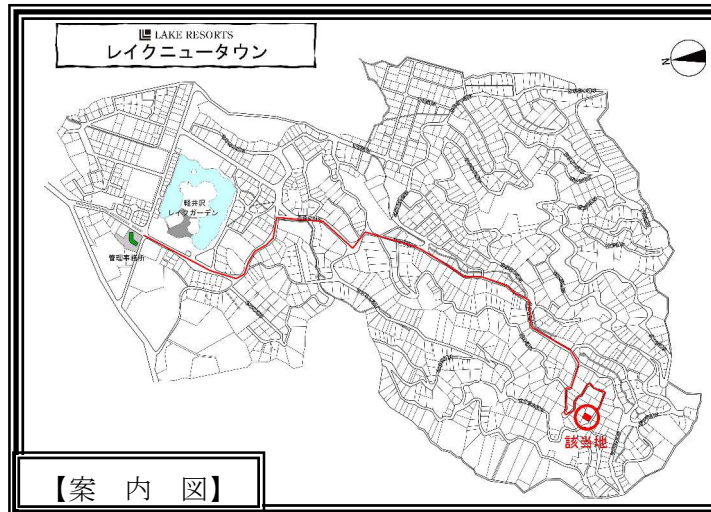 LAKE RESORTS
レイクニュータウン
N
軽井沢
レイクガーデン
管理事務所
該当地
【案 内 図】